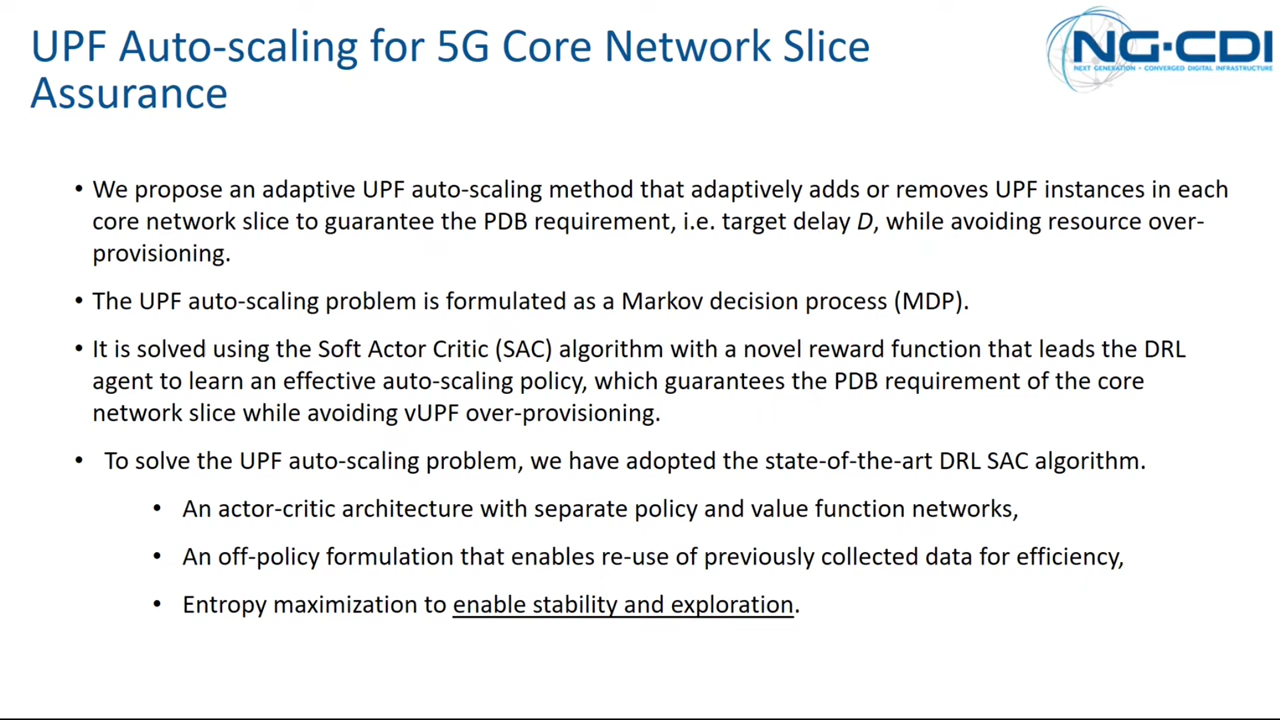 UPF Auto-scaling for 5G Core Network Slice
Assurance
NG-CDI
NEXT GENERATION - CONVERGED DIGITAL INFRASTRUCTURE
• We propose an adaptive UPF auto-scaling method that adaptively adds or removes UPF instances in each
core network slice to guarantee the PDB requirement, i.e. target delay D, while avoiding resource over-
provisioning.
• The UPF auto-scaling problem is formulated as a Markov decision process (MDP).
• It is solved using the Soft Actor Critic (SAC) algorithm with a novel reward function that leads the DRL
agent to learn an effective auto-scaling policy, which guarantees the PDB requirement of the core
network slice while avoiding vUPF over-provisioning.
• To solve the UPF auto-scaling problem, we have adopted the state-of-the-art DRL SAC algorithm.
• An actor-critic architecture with separate policy and value function networks,
• An off-policy formulation that enables re-use of previously collected data for efficiency,
• Entropy maximization to enable stability and exploration.